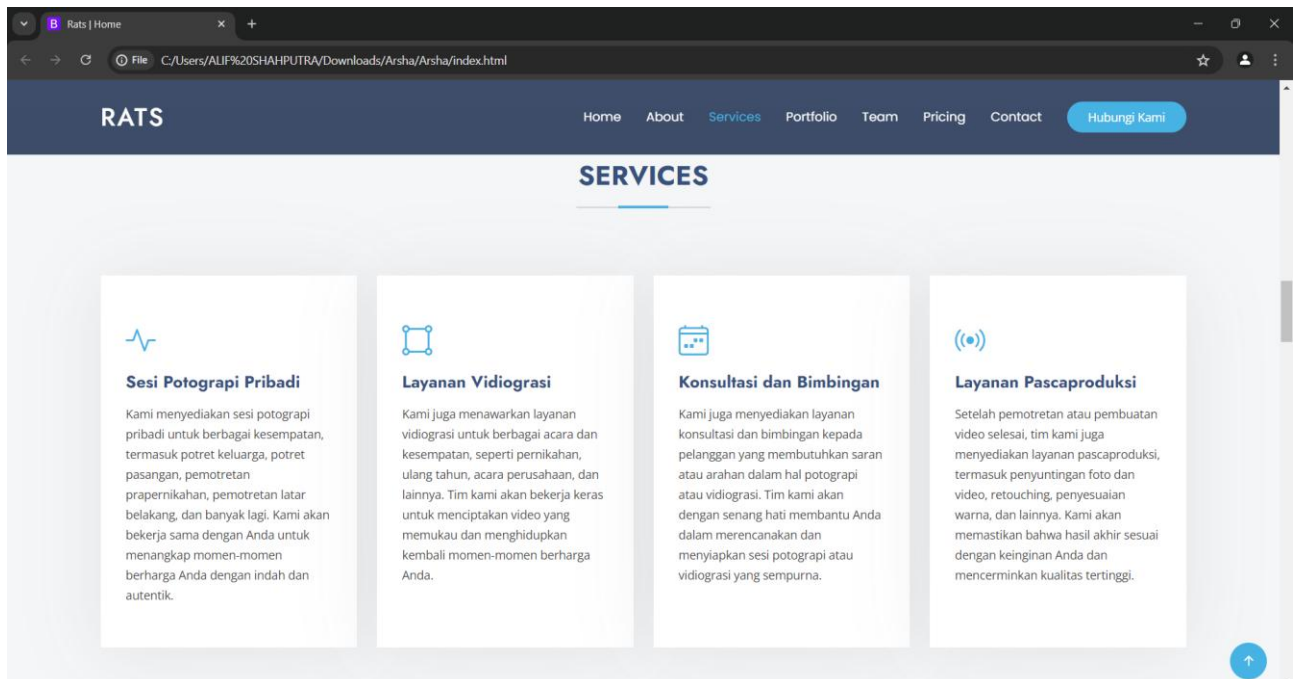 Rats | Home
File C:/Users/ALIF%20SHAHPUTRA/Downloads/Arsha/Arsha/index.html
RATS
Home About Services Portfolio Team Pricing Contact Hubungi Kami
SERVICES
Sesi Potograpi Pribadi
Kami menyediakan sesi potograpi
pribadi untuk berbagai kesempatan,
termasuk potret keluarga, potret
pasangan, pemotretan
prapernikahan, pemotretan latar
belakang, dan banyak lagi. Kami akan
bekerja sama dengan Anda untuk
menangkap momen-momen
berharga Anda dengan indah dan
autentik.
Layanan Vidiograsi
Kami juga menawarkan layanan
vidiograsi untuk berbagai acara dan
kesempatan, seperti pernikahan,
ulang tahun, acara perusahaan, dan
lainnya. Tim kami akan bekerja keras
untuk menciptakan video yang
memukau dan menghidupkan
kembali momen-momen berharga
Anda.
Konsultasi dan Bimbingan
Kami juga menyediakan layanan
konsultasi dan bimbingan kepada
pelanggan yang membutuhkan saran
atau arahan dalam hal potograpi
atau vidiograsi. Tim kami akan
dengan senang hati membantu Anda
dalam merencanakan dan
menyiapkan sesi potograpi atau
vidiograsi yang sempurna.
Layanan Pascaproduksi
Setelah pemotretan atau pembuatan
video selesai, tim kami juga
menyediakan layanan pascaproduksi,
termasuk penyuntingan foto dan
video, retouching, penyesuaian
warna, dan lainnya. Kami akan
memastikan bahwa hasil akhir sesuai
dengan keinginan Anda dan
mencerminkan kualitas tertinggi.